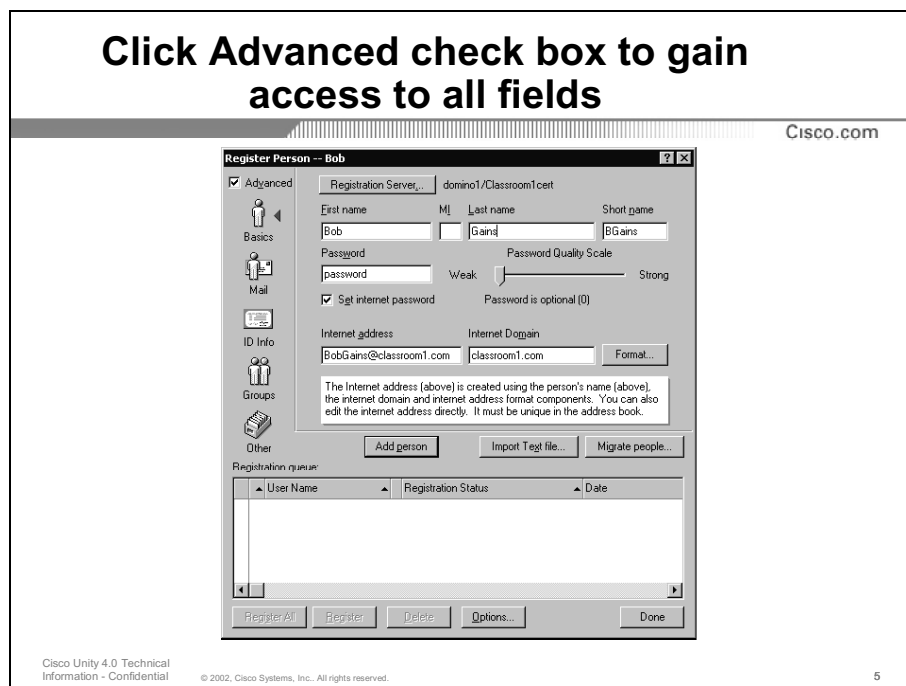 Click Advanced check box to gain
access to all fields
Cisco.com
Register Person -- Bob
Advanced
Registration Server... domino1/Classroom1cert
First name MI Last name Short name
Bob Gains BGains
Basics
Password Password Quality Scale
password Weak Strong
Mail
Set internet password Password is optional (0)
Internet address Internet Domain
ID Info
BobGains@classroom1.com classroom1.com Format...
Groups
The Internet address (above) is created using the person's name (above),
the internet domain and internet address format components. You can also
edit the internet address directly. It must be unique in the address book.
Other
Add person Import Text file... Migrate people...
Registration queue:
User Name Registration Status Date
Register All Register Delete Options... Done
Cisco Unity 4.0 Technical
Information - Confidential
© 2002, Cisco Systems, Inc.. All rights reserved.
5